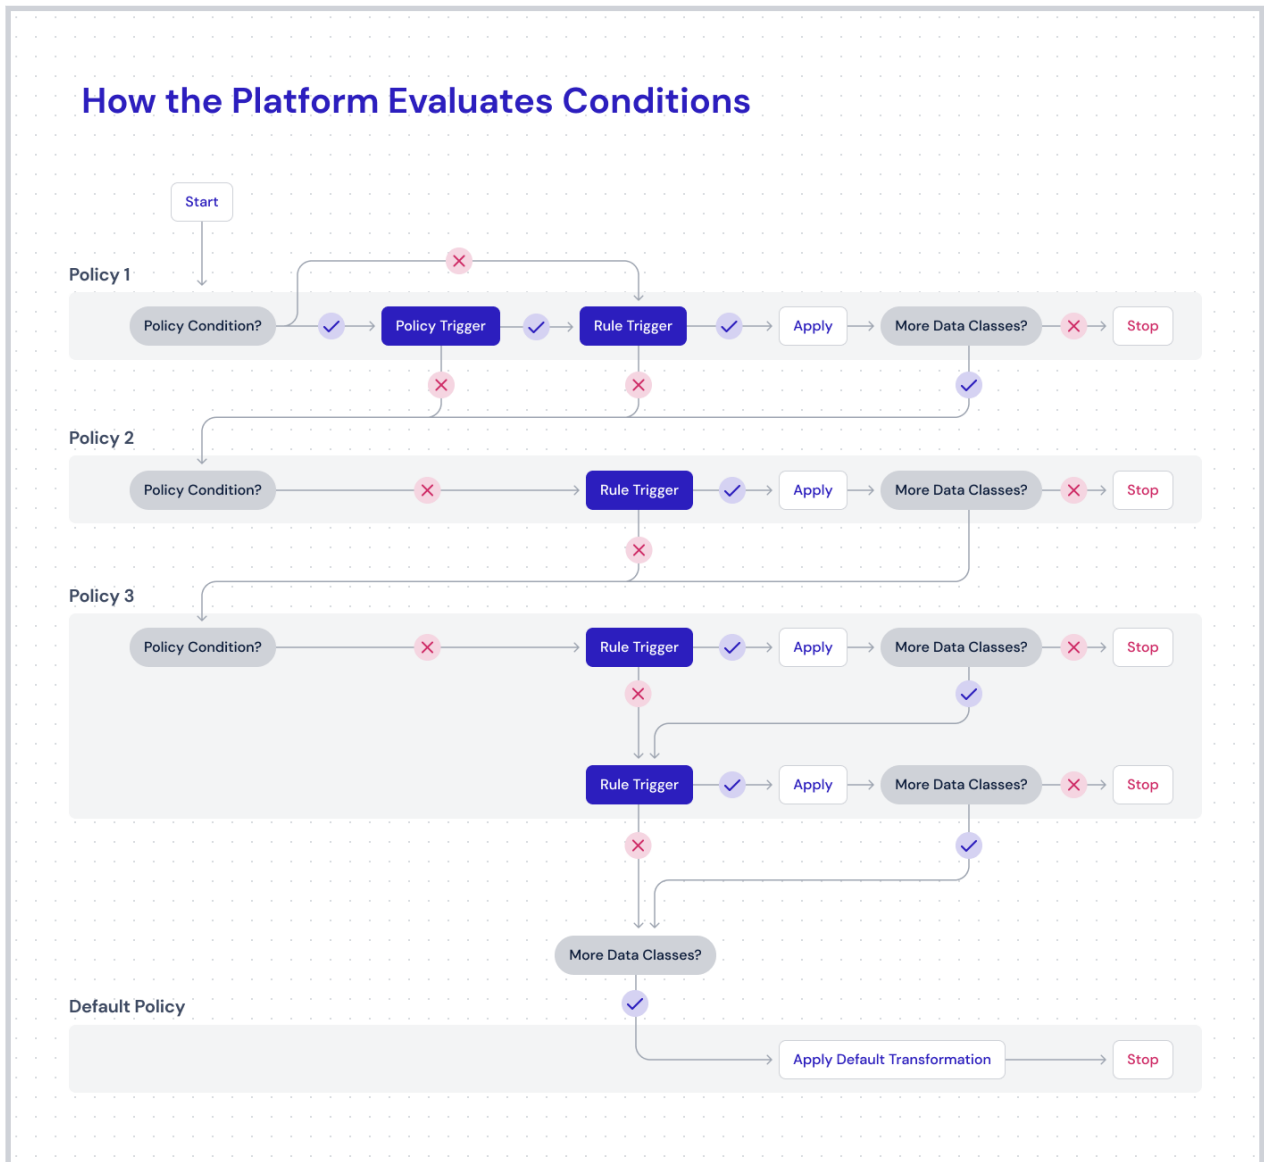 How the Platform Evaluates Conditions
Start
Policy 1
Policy Condition?
Policy Trigger
Rule Trigger
Apply
More Data Classes?
Stop
Policy 2
Policy Condition?
Rule Trigger
Apply
More Data Classes?
Stop
Policy 3
Policy Condition?
Rule Trigger
Apply
More Data Classes?
Stop
Rule Trigger
Apply
More Data Classes?
Stop
More Data Classes?
Default Policy
Apply Default Transformation
Stop